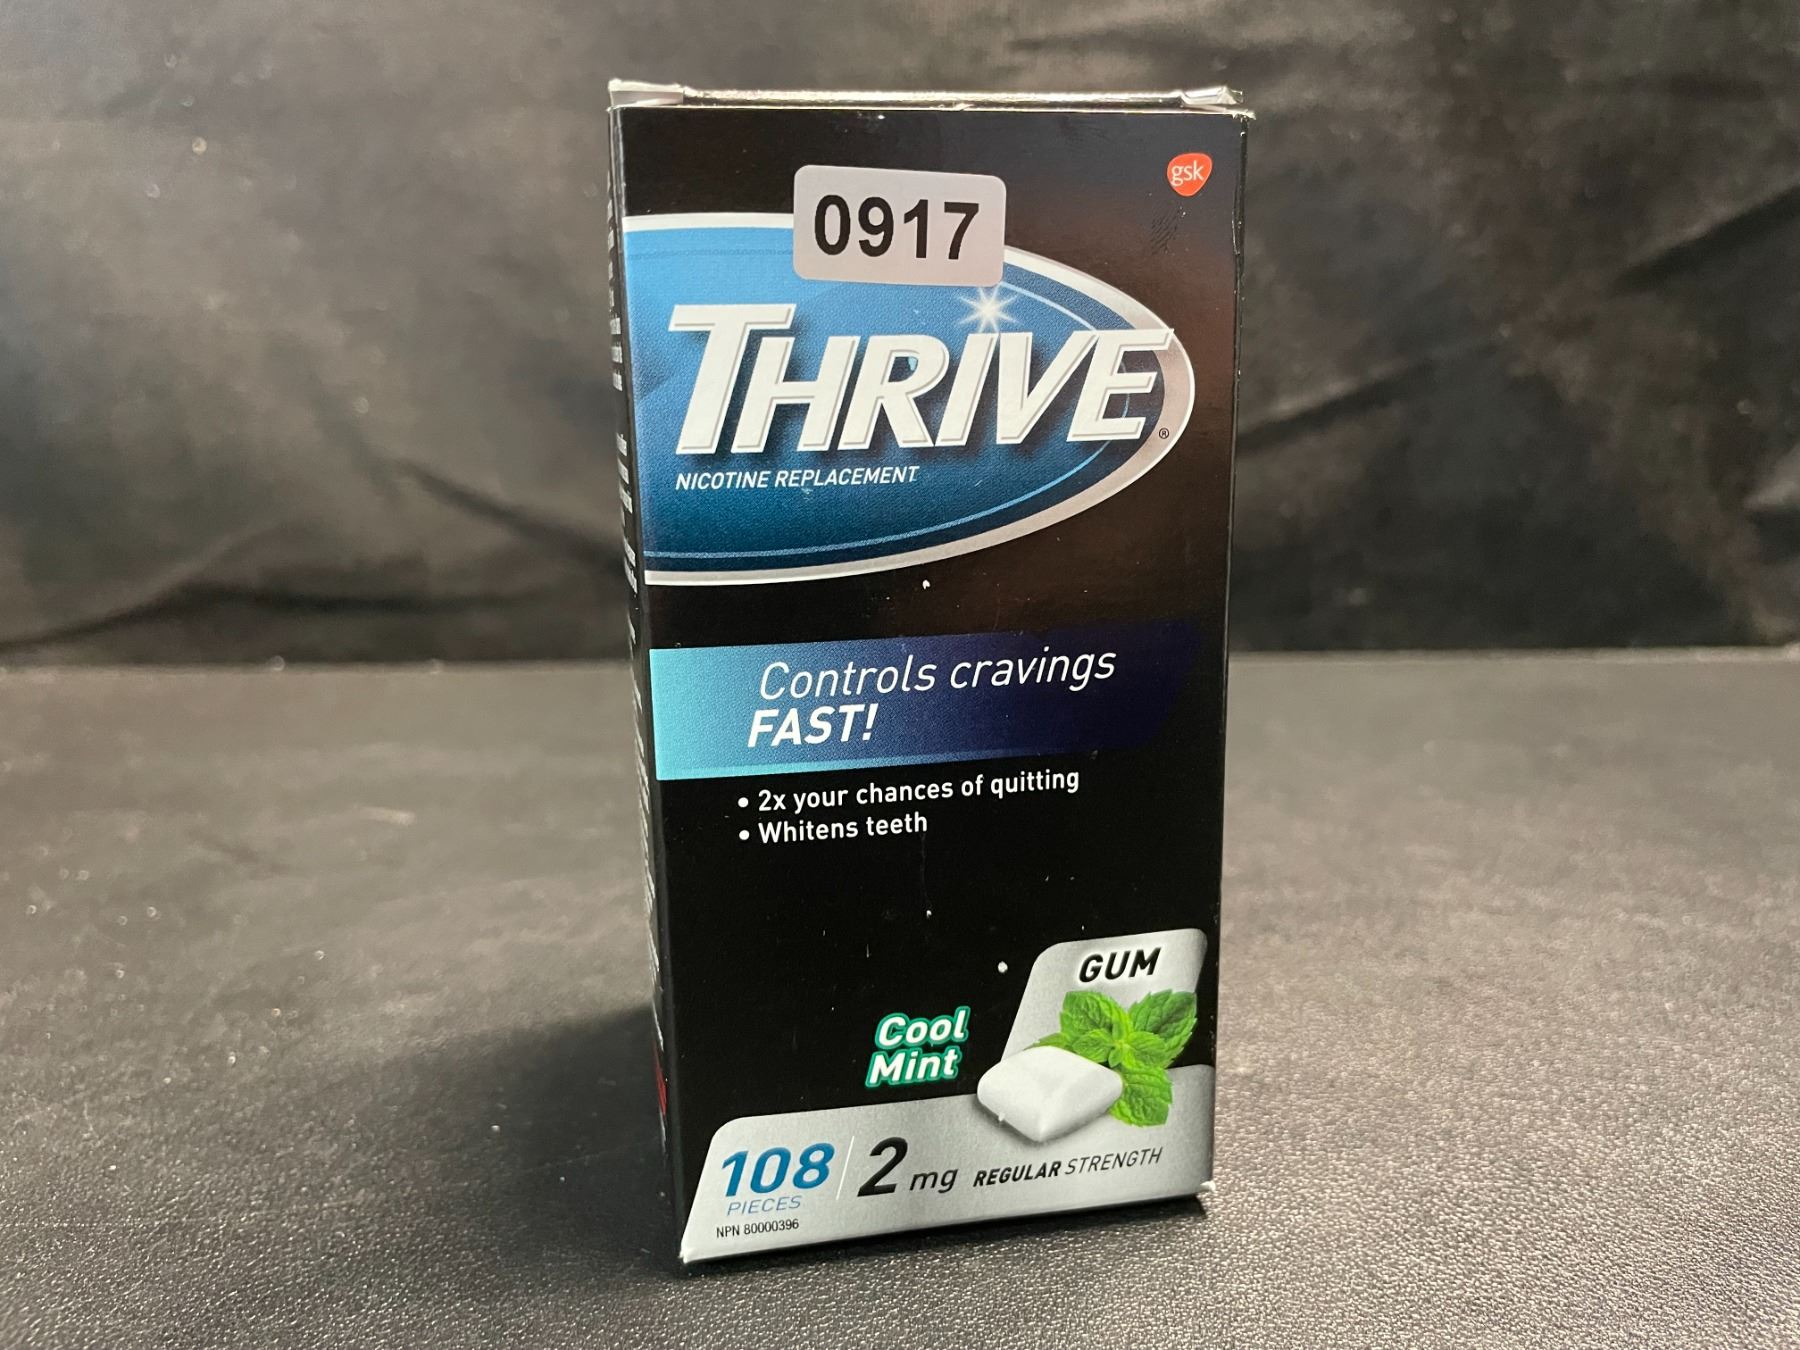 gsk
0917
THRIVE®
NICOTINE REPLACEMENT
Controls cravings
FAST!
• 2x your chances of quitting
• Whitens teeth
GUM
Cool
Mint
108
PIECES
2 mg REGULAR STRENGTH
NPN 80000396